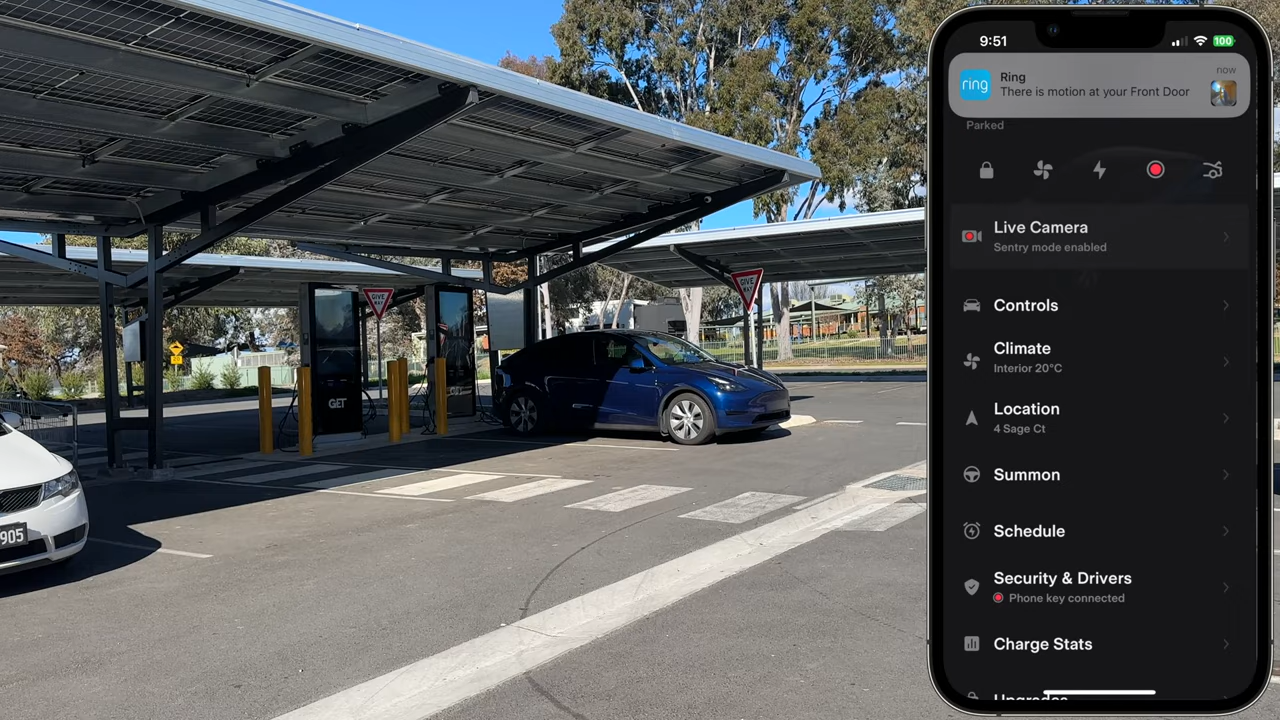 GIVE
WAY
GIVE
WAY
GET
905
9:51
100
ring
Ring
now
There is motion at your Front Door
Parked
Live Camera
Sentry mode enabled
Controls
Climate
Interior 20°C
Location
4 Sage Ct
Summon
Schedule
Security & Drivers
Phone key connected
Charge Stats
Upgrades